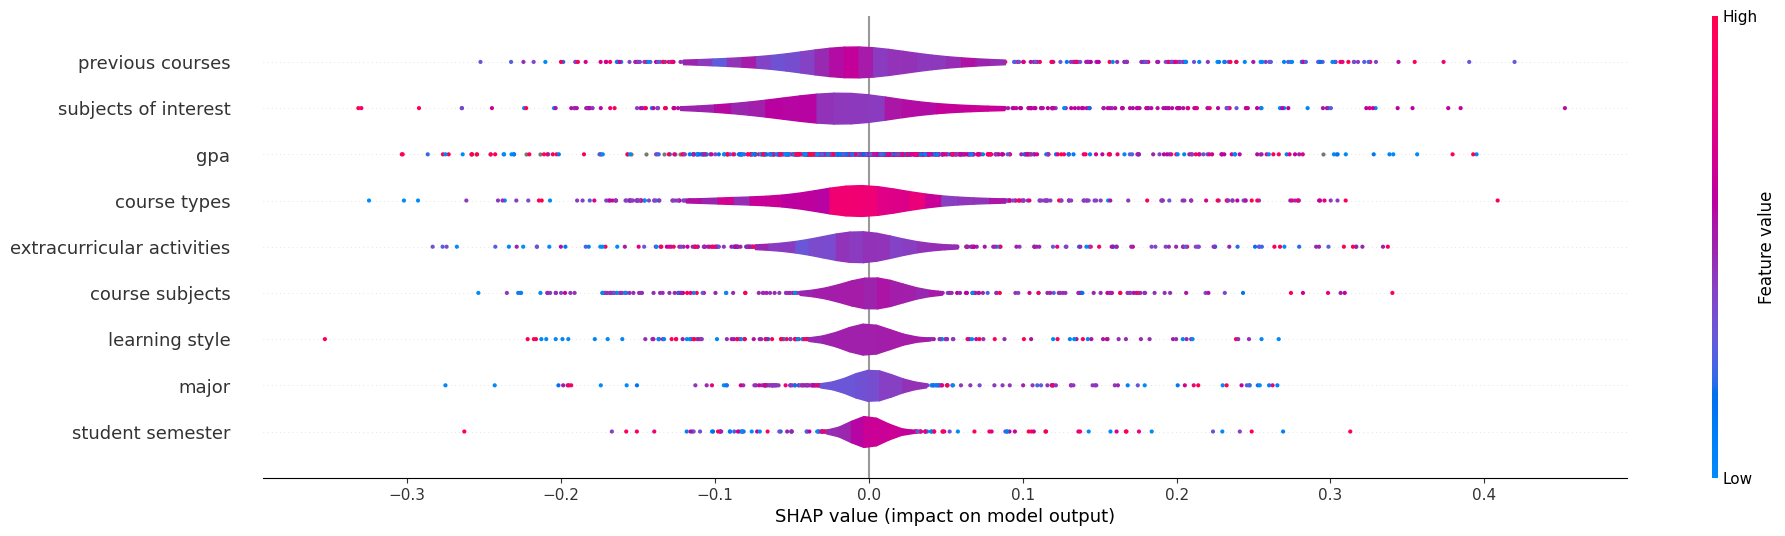 High
previous courses
subjects of interest
gpa
course types
extracurricular activities
course subjects
learning style
major
student semester
Feature value
Low
−0.3 −0.2 −0.1 0.0 0.1 0.2 0.3 0.4
SHAP value (impact on model output)